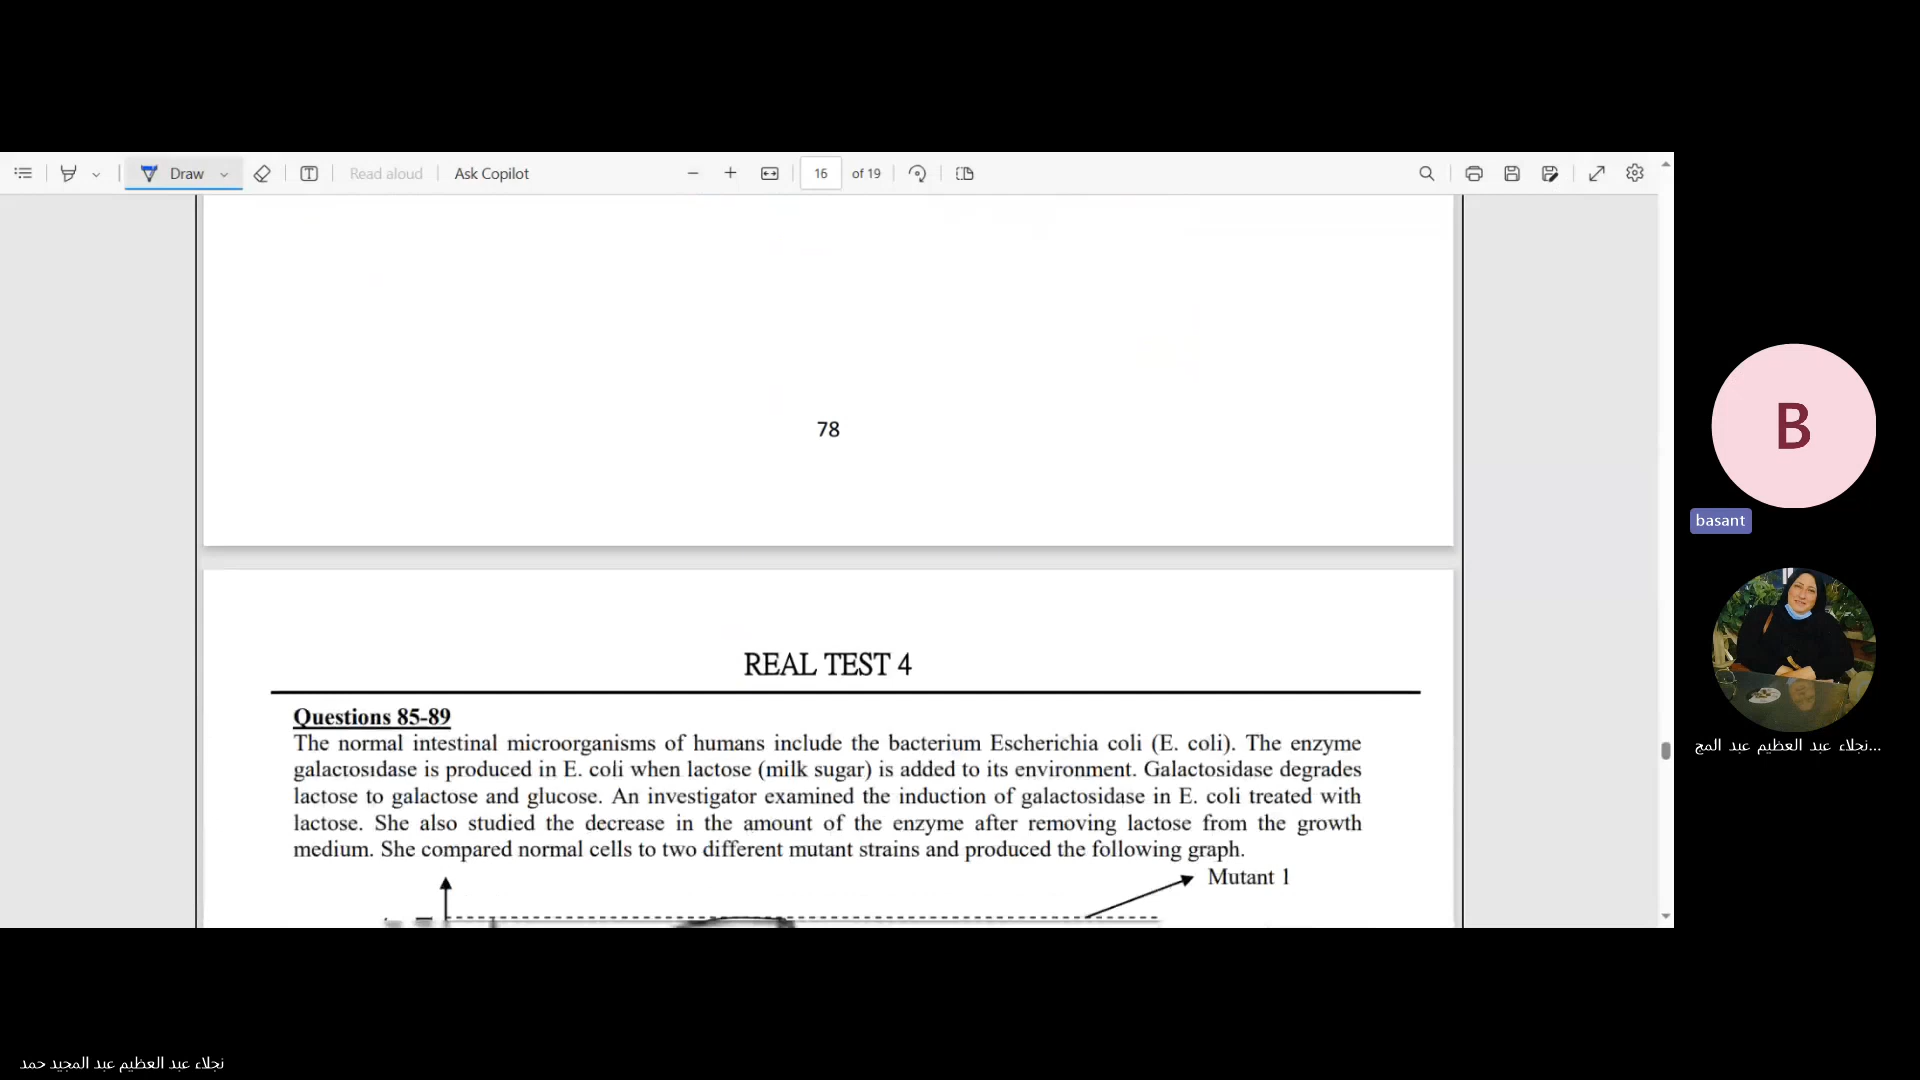 Draw
Read aloud
Ask Copilot
16 of 19
78
REAL TEST 4
Questions 85-89
The normal intestinal microorganisms of humans include the bacterium Escherichia coli (E. coli). The enzyme
galactosidase is produced in E. coli when lactose (milk sugar) is added to its environment. Galactosidase degrades
lactose to galactose and glucose. An investigator examined the induction of galactosidase in E. coli treated with
lactose. She also studied the decrease in the amount of the enzyme after removing lactose from the growth
medium. She compared normal cells to two different mutant strains and produced the following graph.
Mutant 1
B
basant
نجلاء عبد العظيم عبد المج...
نجلاء عبد العظيم عبد المجيد حمد